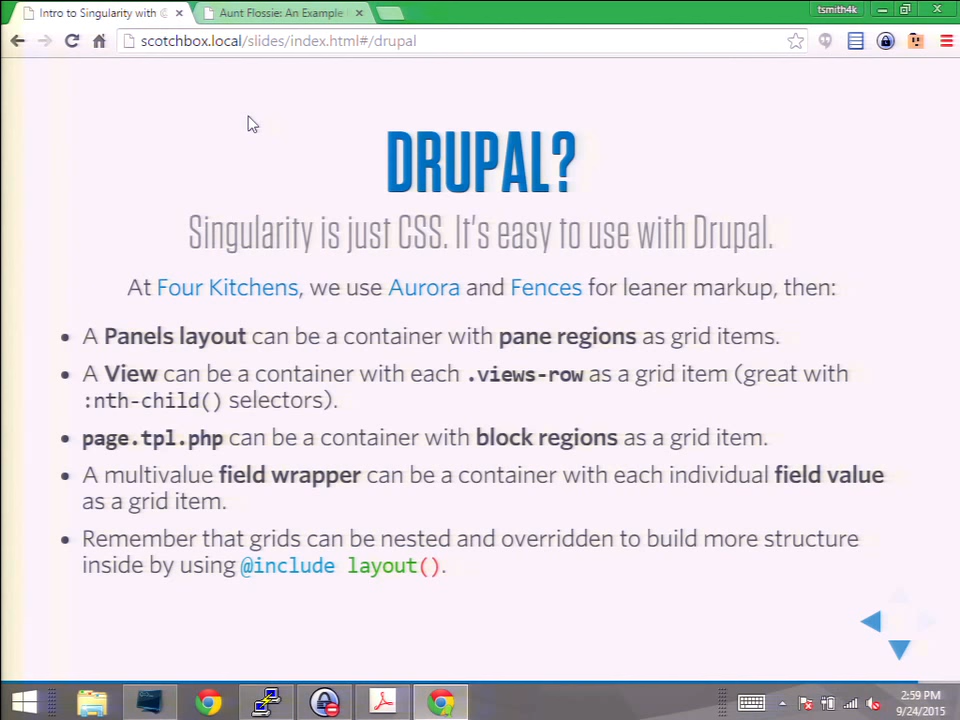 Intro to Singularity with
Aunt Flossie: An Example
tsmith4k
scotchbox.local/slides/index.html#/drupal
DRUPAL?
Singularity is just CSS. It's easy to use with Drupal.
At Four Kitchens, we use Aurora and Fences for leaner markup, then:
• A Panels layout can be a container with pane regions as grid items.
• A View can be a container with each .views-row as a grid item (great with
:nth-child() selectors).
• page.tpl.php can be a container with block regions as a grid item.
• A multivalue field wrapper can be a container with each individual field value
as a grid item.
• Remember that grids can be nested and overridden to build more structure
inside by using @include layout().
2:59 PM
9/24/2015